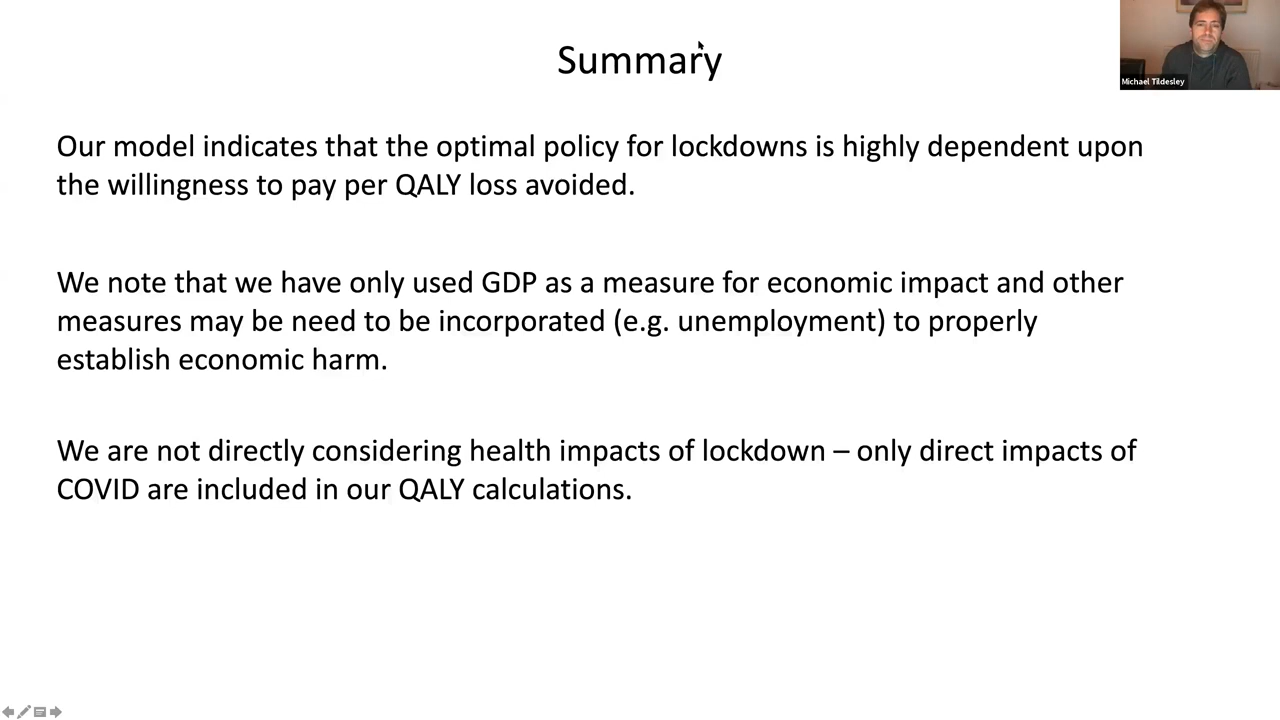 Summary
Michael Tildesley
Our model indicates that the optimal policy for lockdowns is highly dependent upon
the willingness to pay per QALY loss avoided.
We note that we have only used GDP as a measure for economic impact and other
measures may be need to be incorporated (e.g. unemployment) to properly
establish economic harm.
We are not directly considering health impacts of lockdown – only direct impacts of
COVID are included in our QALY calculations.